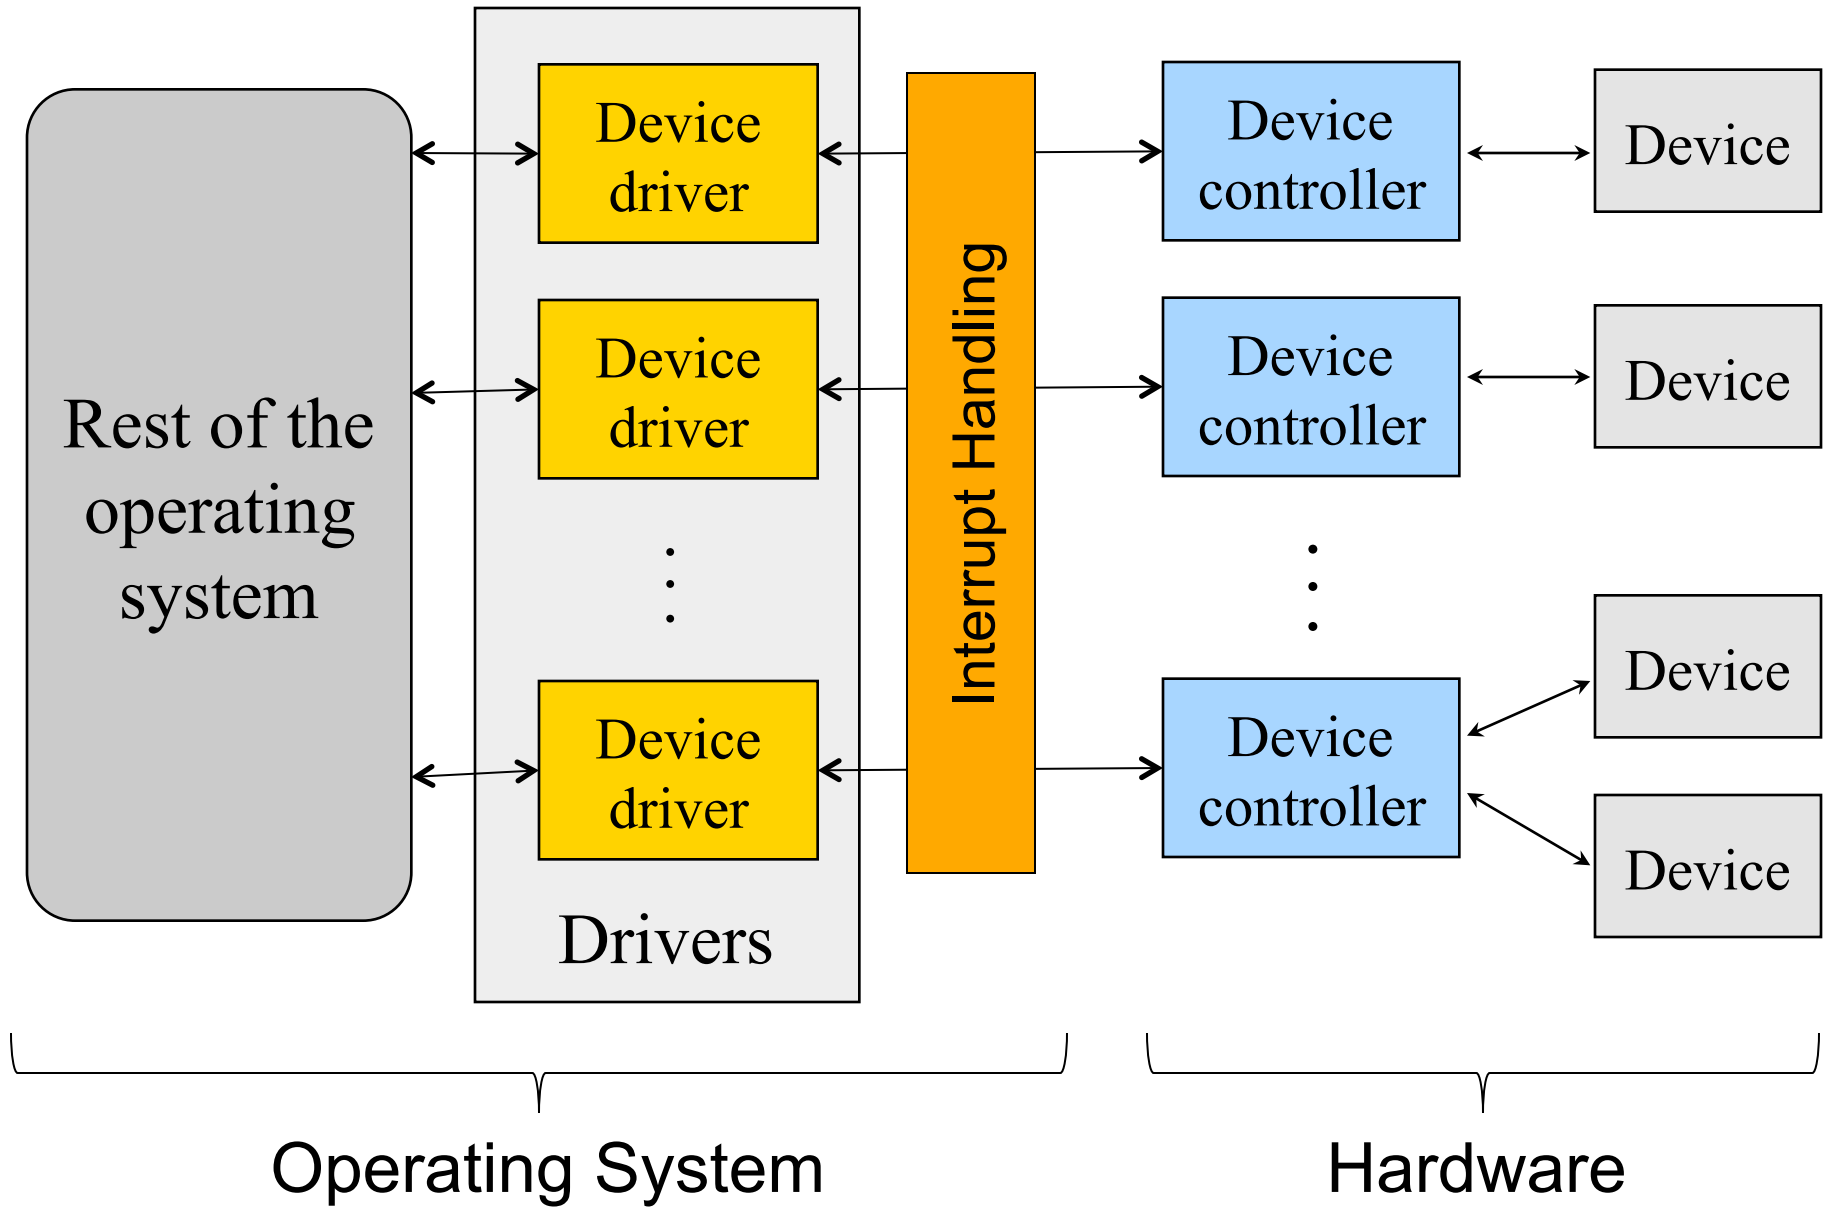 Rest of the
operating
system
Device
driver
Device
driver
Device
driver
Drivers
Interrupt Handling
Device
controller
Device
controller
Device
controller
Device
Device
Device
Device
Operating System
Hardware